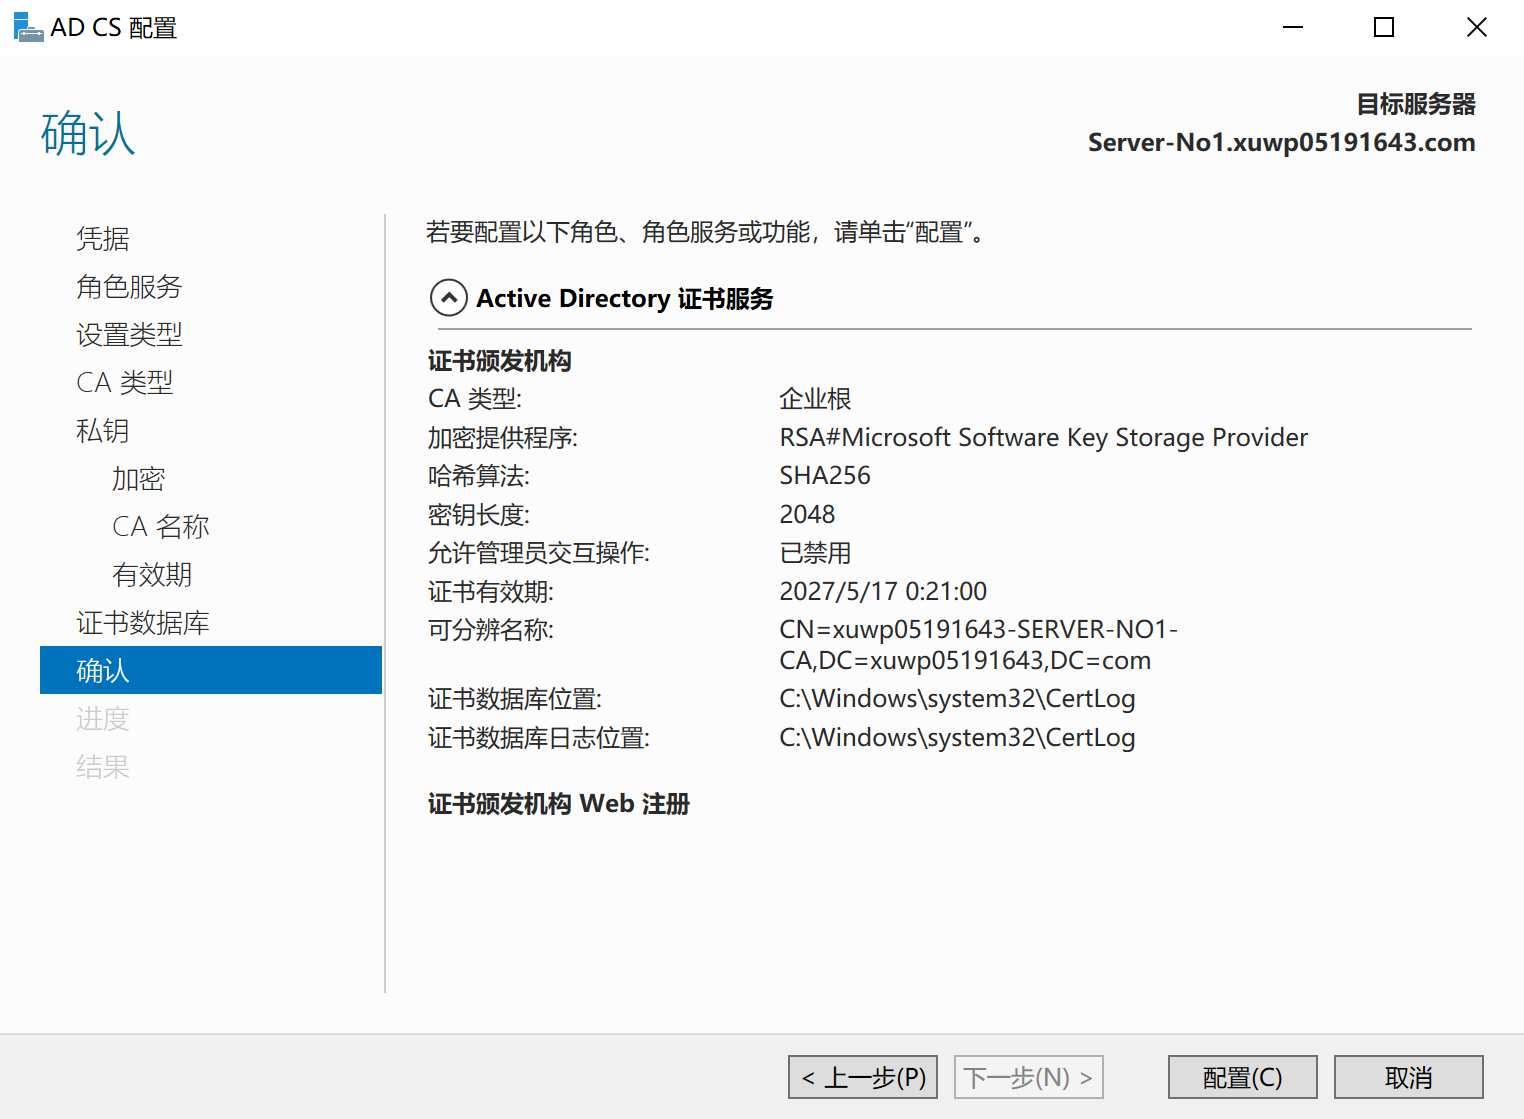 AD CS 配置
确认
目标服务器
Server-No1.xuwp05191643.com
凭据
角色服务
设置类型
CA 类型
私钥
加密
CA 名称
有效期
证书数据库
确认
进度
结果
若要配置以下角色、角色服务或功能，请单击“配置”。
Active Directory 证书服务
证书颁发机构
CA 类型: 企业根
加密提供程序: RSA#Microsoft Software Key Storage Provider
哈希算法: SHA256
密钥长度: 2048
允许管理员交互操作: 已禁用
证书有效期: 2027/5/17 0:21:00
可分辨名称: CN=xuwp05191643-SERVER-NO1-
CA,DC=xuwp05191643,DC=com
证书数据库位置: C:\Windows\system32\CertLog
证书数据库日志位置: C:\Windows\system32\CertLog
证书颁发机构 Web 注册
< 上一步(P) 下一步(N) > 配置(C) 取消